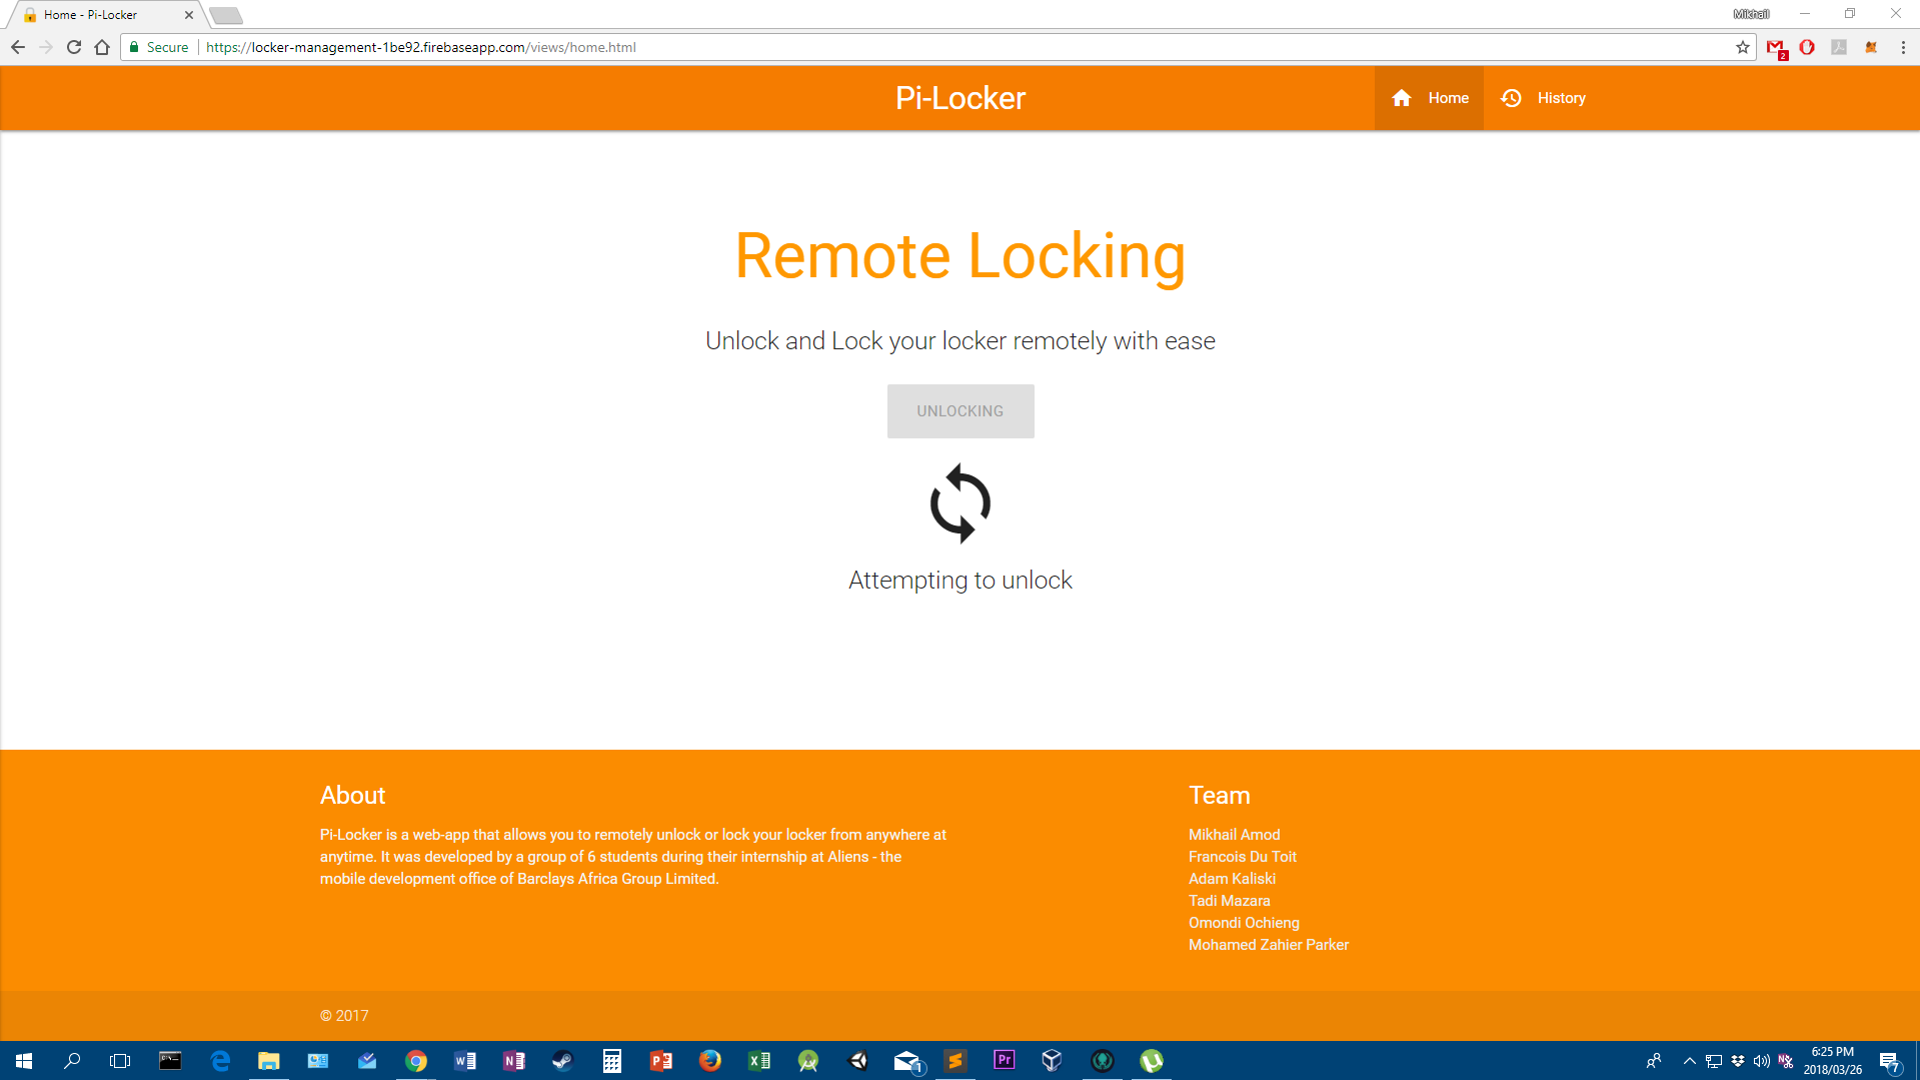 Home - Pi-Locker
Mikhail
Secure
https://locker-management-1be92.firebaseapp.com/views/home.html
2
Pi-Locker
Home
History
Remote Locking
Unlock and Lock your locker remotely with ease
UNLOCKING
Attempting to unlock
About
Pi-Locker is a web-app that allows you to remotely unlock or lock your locker from anywhere at
anytime. It was developed by a group of 6 students during their internship at Aliens - the
mobile development office of Barclays Africa Group Limited.
Team
Mikhail Amod
Francois Du Toit
Adam Kaliski
Tadi Mazara
Omondi Ochieng
Mohamed Zahier Parker
© 2017
1
Pr
6:25 PM
2018/03/26
7